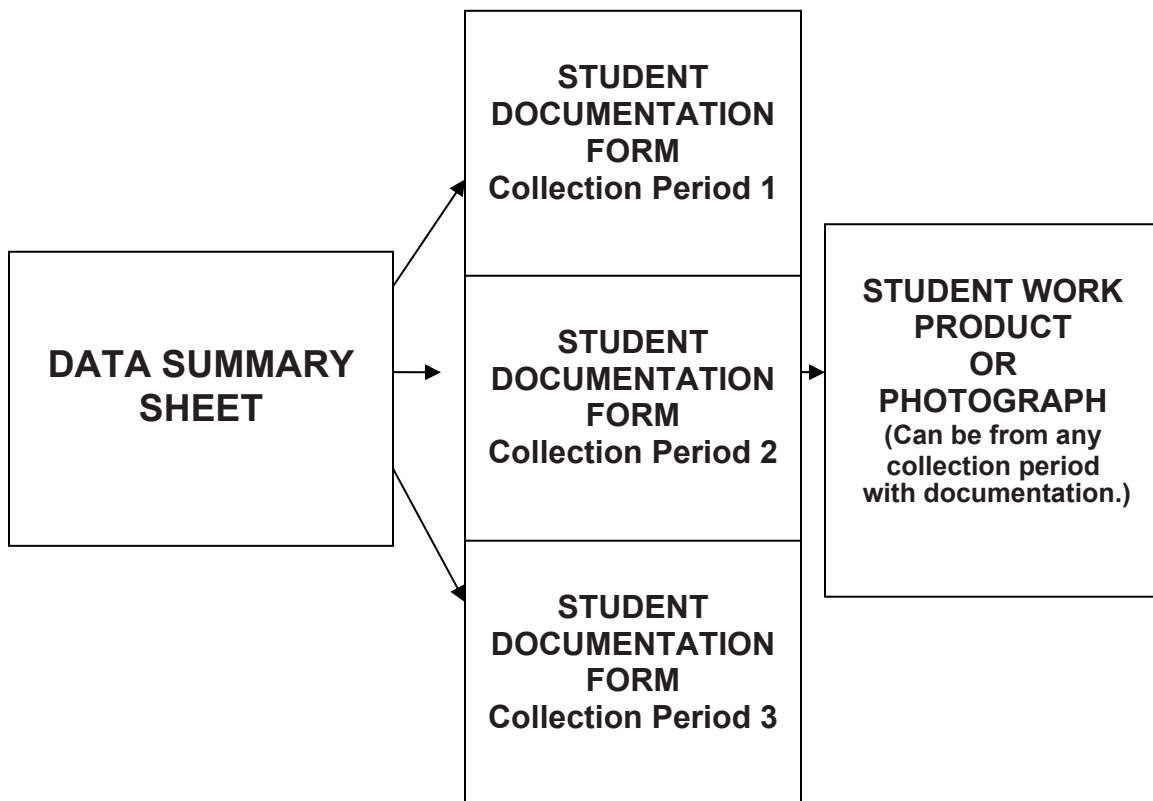 DATA SUMMARY
SHEET
STUDENT
DOCUMENTATION
FORM
Collection Period 1
STUDENT
DOCUMENTATION
FORM
Collection Period 2
STUDENT
DOCUMENTATION
FORM
Collection Period 3
STUDENT WORK
PRODUCT
OR
PHOTOGRAPH
(Can be from any
collection period
with documentation.)